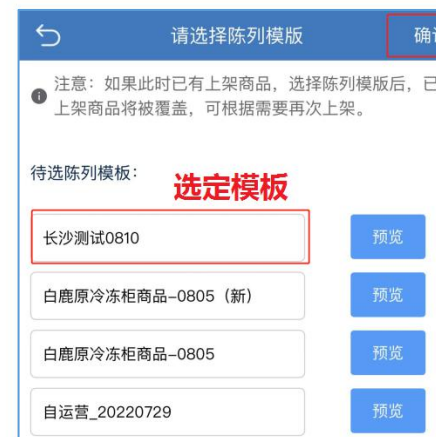 请选择陈列模版
确
注意：如果此时已有上架商品，选择陈列模版后，已
上架商品将被覆盖，可根据需要再次上架。
待选陈列模板：
选定模板
长沙测试0810 预览
白鹿原冷冻柜商品-0805（新） 预览
白鹿原冷冻柜商品-0805 预览
自运营_20220729 预览